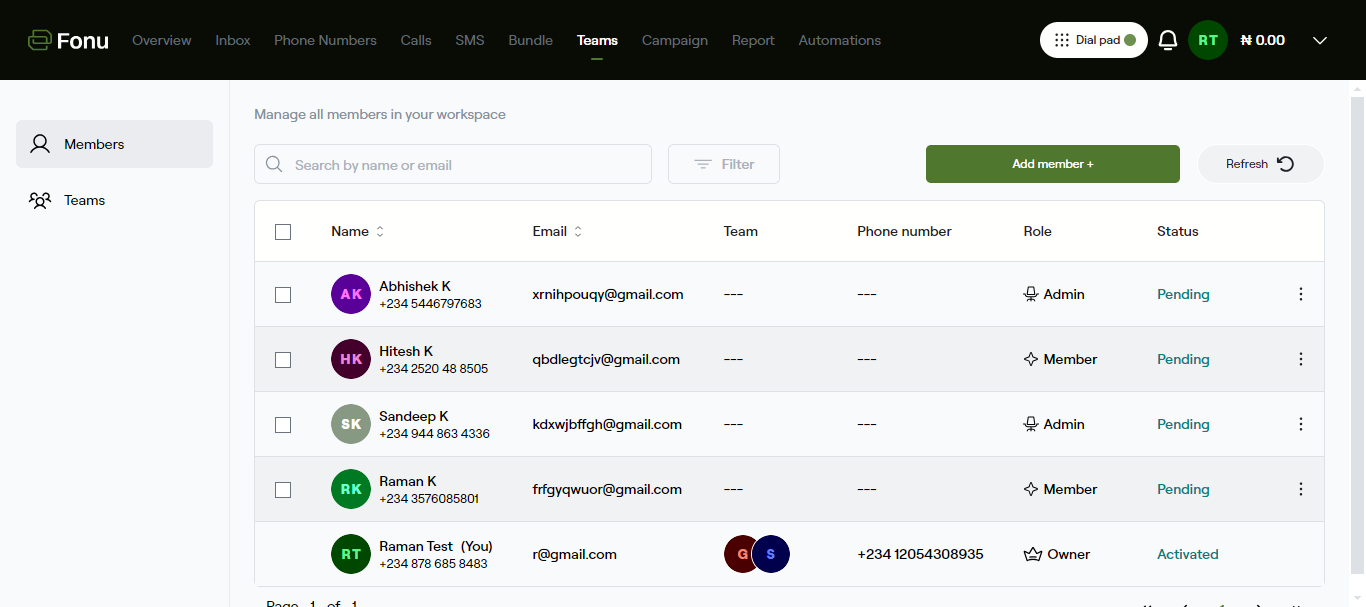 Fonu Overview Inbox Phone Numbers Calls SMS Bundle Teams Campaign Report Automations Dial pad RT ₦ 0.00
Members
Teams
Manage all members in your workspace
Search by name or email Filter Add member + Refresh
Name Email Team Phone number Role Status
AK Abhishek K
+234 5446797683 xrnihpouqy@gmail.com --- --- Admin Pending
HK Hitesh K
+234 2520 48 8505 qbdlegtcjv@gmail.com --- --- Member Pending
SK Sandeep K
+234 944 863 4336 kdxwjbffgh@gmail.com --- --- Admin Pending
RK Raman K
+234 3576085801 frfgyqwuor@gmail.com --- --- Member Pending
RT Raman Test (You)
+234 878 685 8483 r@gmail.com G S +234 12054308935 Owner Activated
Page 1 of 1